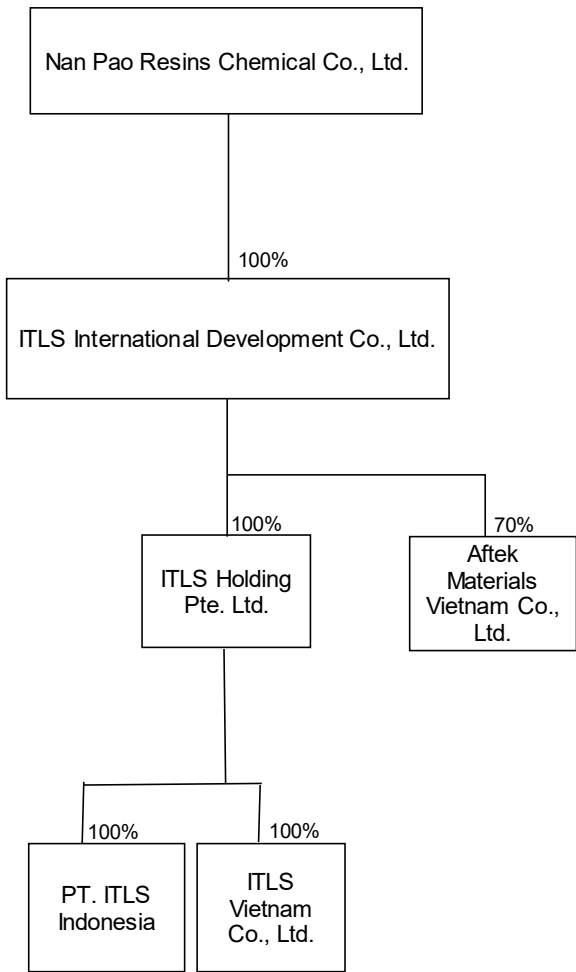 Nan Pao Resins Chemical Co., Ltd.
100%
ITLS International Development Co., Ltd.
100%
70%
ITLS Holding
Pte. Ltd.
Aftek
Materials
Vietnam Co.,
Ltd.
100%
100%
PT. ITLS
Indonesia
ITLS
Vietnam
Co., Ltd.